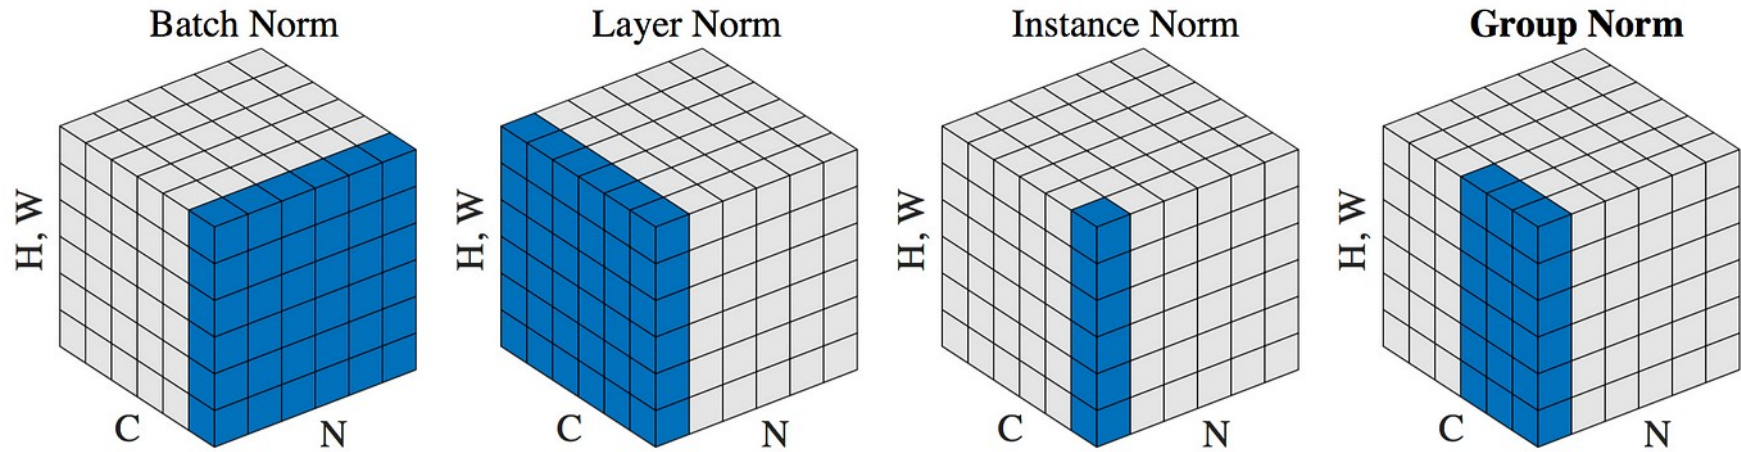 Batch Norm
H, W
C
N
Layer Norm
H, W
C
N
Instance Norm
H, W
C
N
Group Norm
H, W
C
N